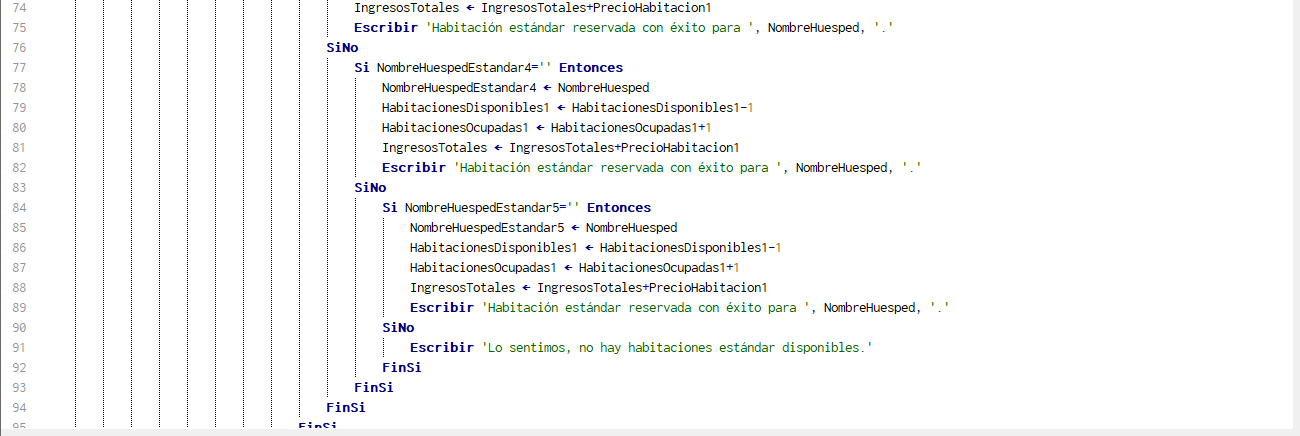 74 IngresosTotales ← IngresosTotales+PrecioHabitacion1
75 Escribir 'Habitación estándar reservada con éxito para ', NombreHuesped, '.'
76 SiNo
77 Si NombreHuespedEstandar4='' Entonces
78 NombreHuespedEstandar4 ← NombreHuesped
79 HabitacionesDisponibles1 ← HabitacionesDisponibles1-1
80 HabitacionesOcupadas1 ← HabitacionesOcupadas1+1
81 IngresosTotales ← IngresosTotales+PrecioHabitacion1
82 Escribir 'Habitación estándar reservada con éxito para ', NombreHuesped, '.'
83 SiNo
84 Si NombreHuespedEstandar5='' Entonces
85 NombreHuespedEstandar5 ← NombreHuesped
86 HabitacionesDisponibles1 ← HabitacionesDisponibles1-1
87 HabitacionesOcupadas1 ← HabitacionesOcupadas1+1
88 IngresosTotales ← IngresosTotales+PrecioHabitacion1
89 Escribir 'Habitación estándar reservada con éxito para ', NombreHuesped, '.'
90 SiNo
91 Escribir 'Lo sentimos, no hay habitaciones estándar disponibles.'
92 FinSi
93 FinSi
94 FinSi
95 FinSi